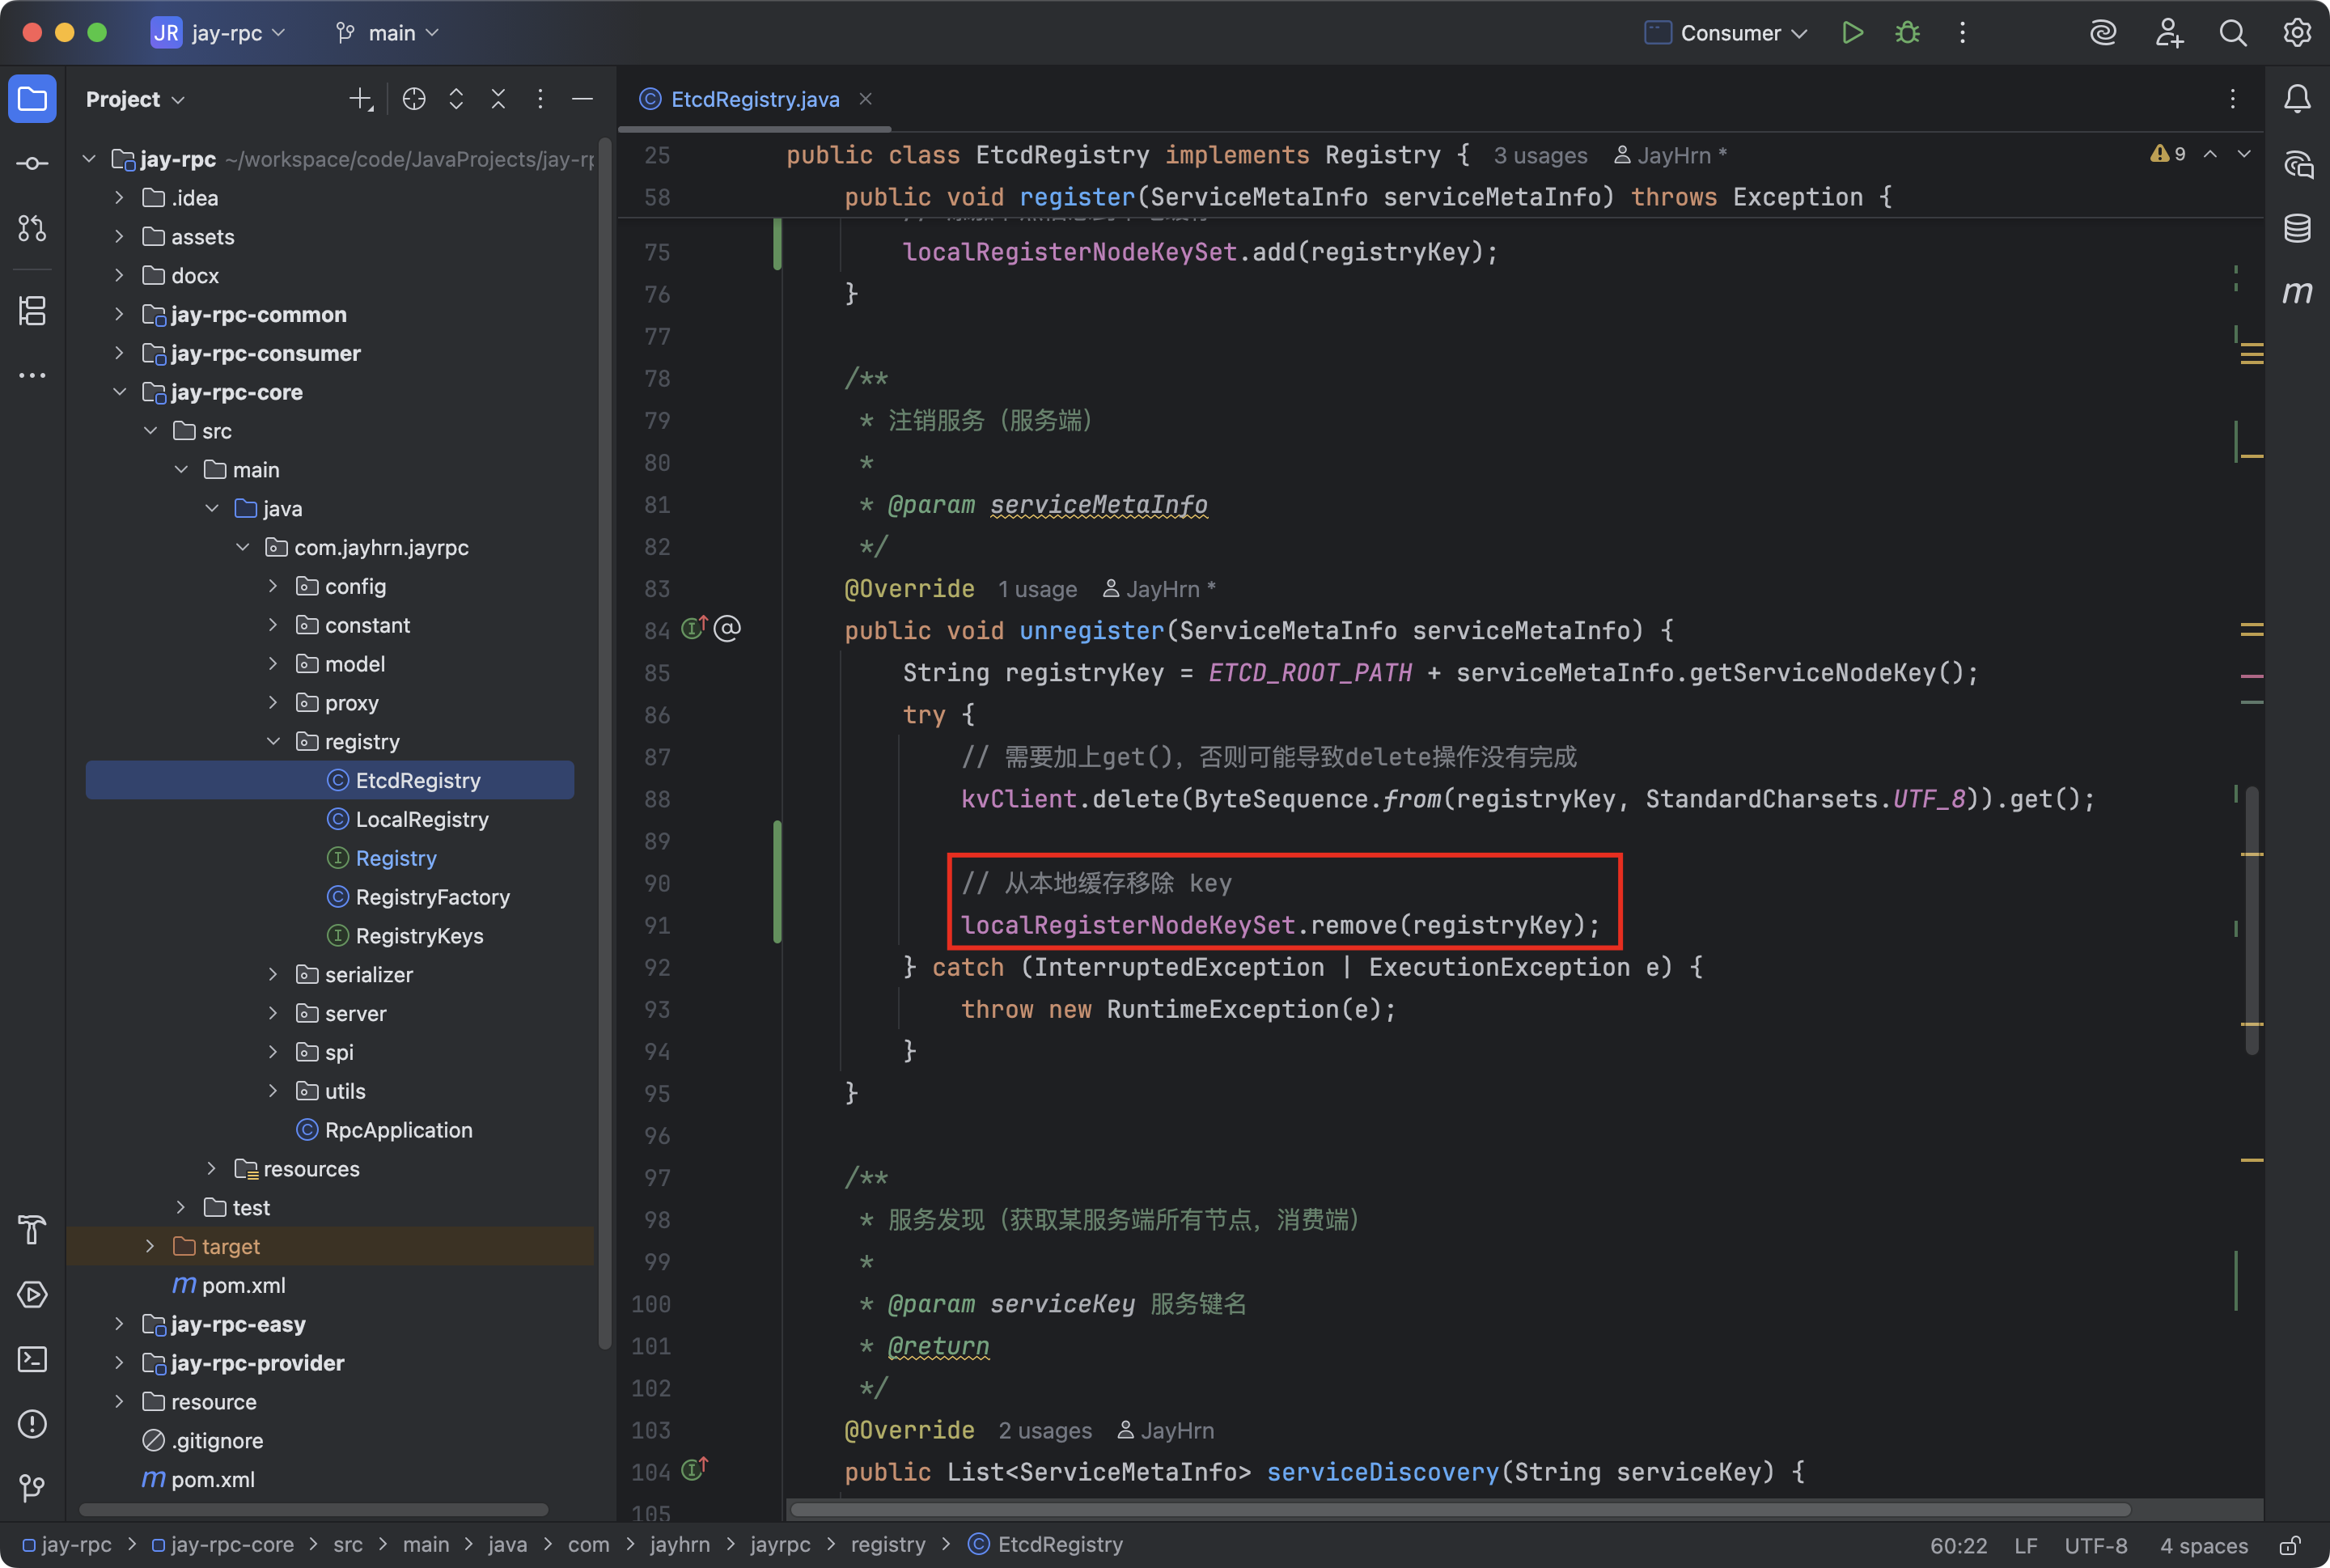 JR jay-rpc main Consumer
Project
EtcdRegistry.java
jay-rpc ~/workspace/code/JavaProjects/jay-rp
.idea
assets
docx
jay-rpc-common
jay-rpc-consumer
jay-rpc-core
src
main
java
com.jayhrn.jayrpc
config
constant
model
proxy
registry
EtcdRegistry
LocalRegistry
Registry
RegistryFactory
RegistryKeys
serializer
server
spi
utils
RpcApplication
resources
test
target
pom.xml
jay-rpc-easy
jay-rpc-provider
resource
.gitignore
pom.xml
25 public class EtcdRegistry implements Registry { 3 usages JayHrn * 9
58 public void register(ServiceMetaInfo serviceMetaInfo) throws Exception {
75 localRegisterNodeKeySet.add(registryKey);
76 }
77
78 /**
79 * 注销服务（服务端）
80 *
81 * @param serviceMetaInfo
82 */
83 @Override 1 usage JayHrn *
84 public void unregister(ServiceMetaInfo serviceMetaInfo) {
85 String registryKey = ETCD_ROOT_PATH + serviceMetaInfo.getServiceNodeKey();
86 try {
87 // 需要加上get()，否则可能导致delete操作没有完成
88 kvClient.delete(ByteSequence.from(registryKey, StandardCharsets.UTF_8)).get();
89
90 // 从本地缓存移除 key
91 localRegisterNodeKeySet.remove(registryKey);
92 } catch (InterruptedException | ExecutionException e) {
93 throw new RuntimeException(e);
94 }
95 }
96
97 /**
98 * 服务发现（获取某服务端所有节点，消费端）
99 *
100 * @param serviceKey 服务键名
101 * @return
102 */
103 @Override 2 usages JayHrn
104 public List<ServiceMetaInfo> serviceDiscovery(String serviceKey) {
105
jay-rpc > jay-rpc-core > src > main > java > com > jayhrn > jayrpc > registry > EtcdRegistry 60:22 LF UTF-8 4 spaces